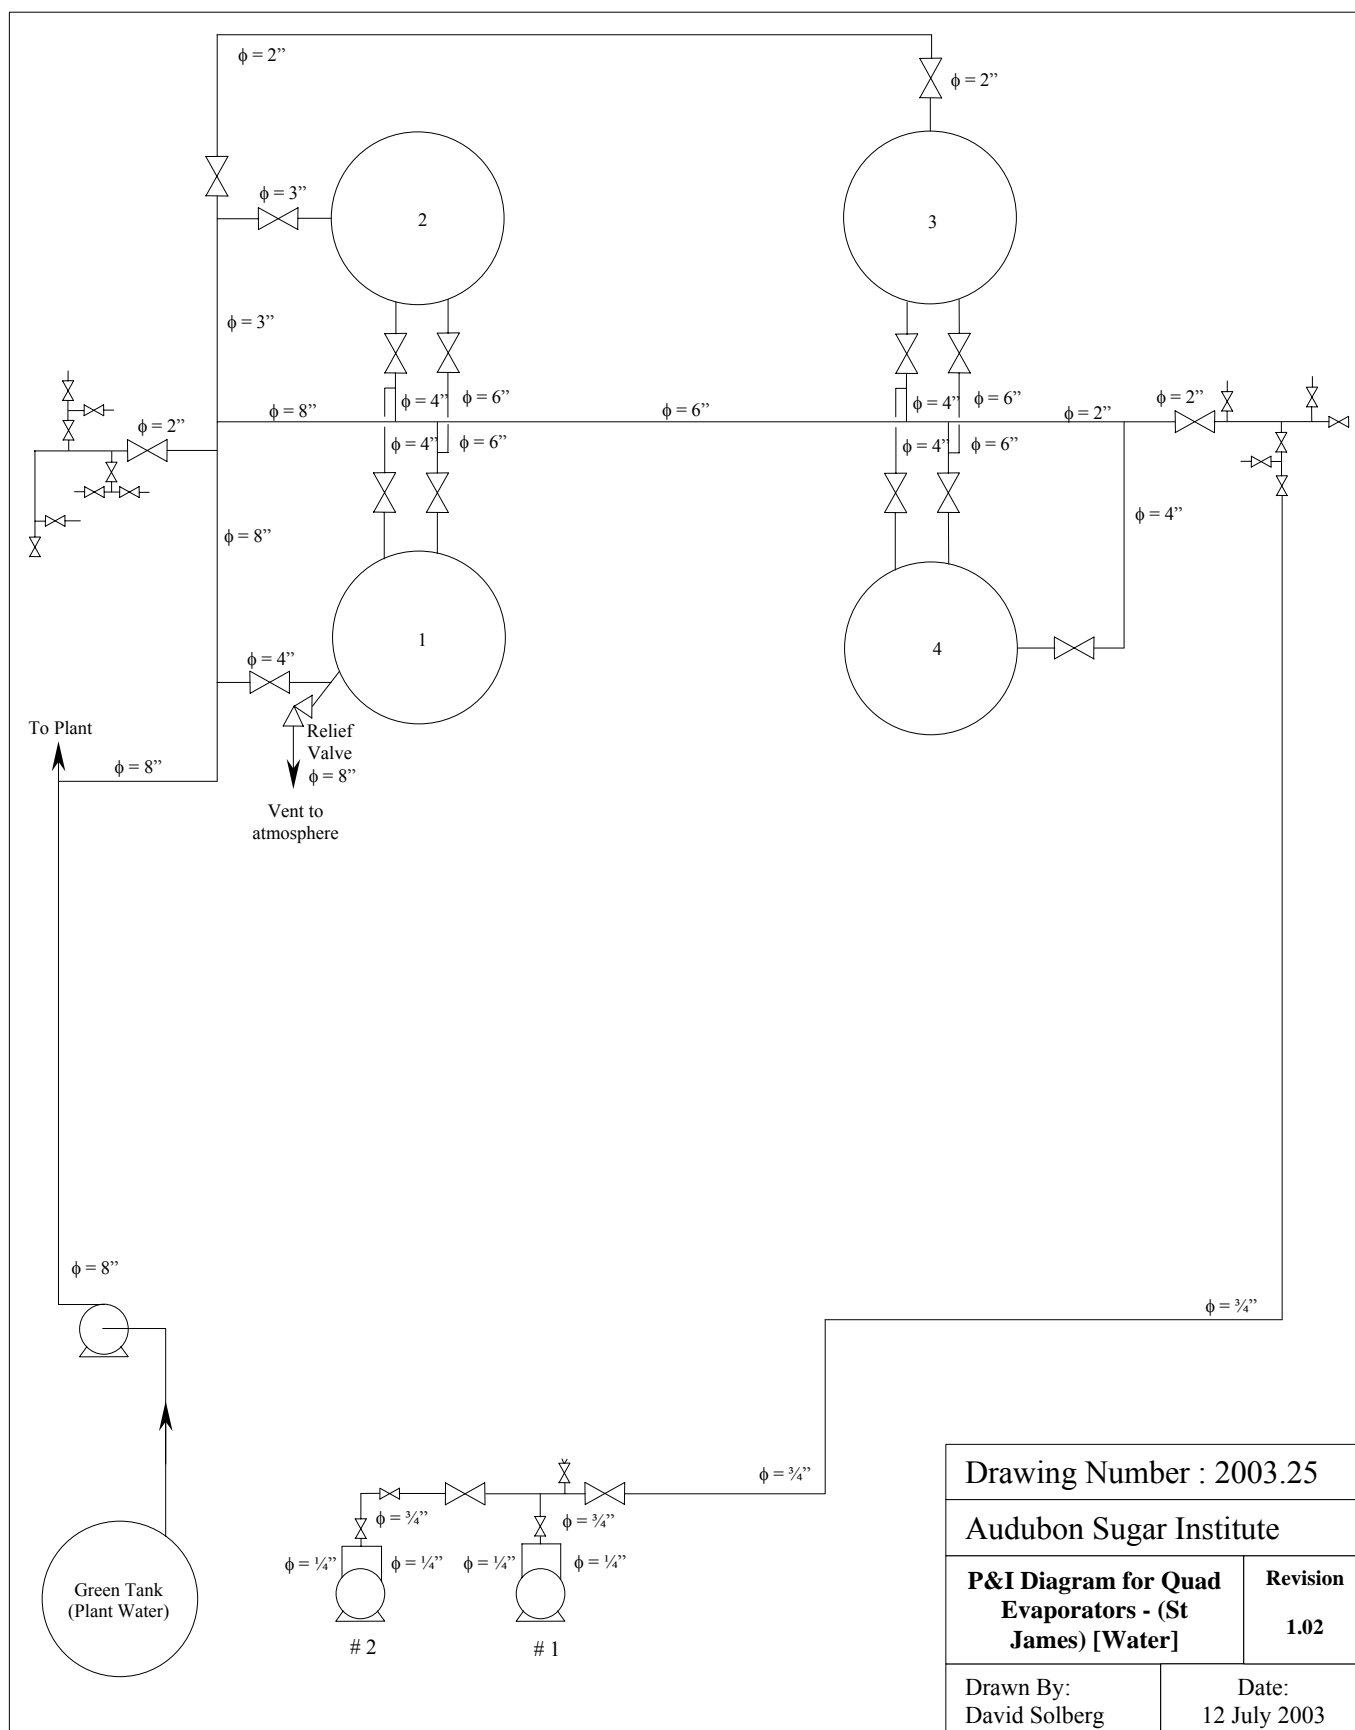 ϕ = 2”
ϕ = 2”
ϕ = 3”
2
3
ϕ = 3”
ϕ = 4”
ϕ = 6”
ϕ = 4”
ϕ = 6”
ϕ = 2”
ϕ = 8”
ϕ = 6”
ϕ = 2”
ϕ = 2”
ϕ = 4”
ϕ = 6”
ϕ = 4”
ϕ = 6”
ϕ = 8”
ϕ = 4”
1
4
ϕ = 4”
To Plant
Relief
Valve
ϕ = 8”
ϕ = 8”
Vent to
atmosphere
ϕ = 8”
ϕ = ¾”
ϕ = ¾”
ϕ = ¾”
ϕ = ¾”
ϕ = ¼”
ϕ = ¼”
ϕ = ¼”
ϕ = ¼”
Green Tank
(Plant Water)
# 2
# 1
Drawing Number : 2003.25
Audubon Sugar Institute
P&I Diagram for Quad
Evaporators - (St
James) [Water]
Revision
1.02
Drawn By:
David Solberg
Date:
12 July 2003